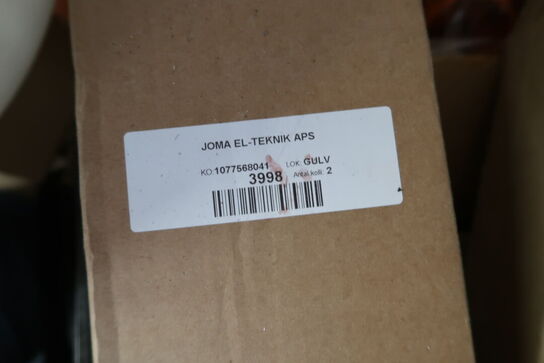 JOMA EL-TEKNIK APS
KO:1077568041 LOK: GULV
3998 Antal kolli: 2